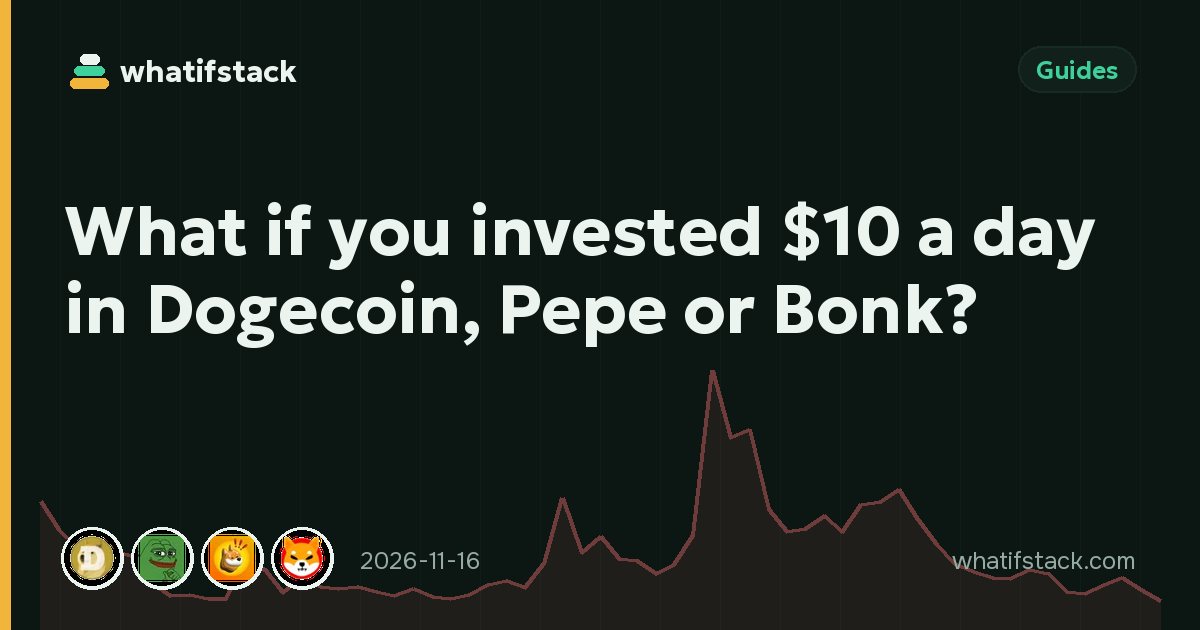 whatifstack
Guides
What if you invested $10 a day
in Dogecoin, Pepe or Bonk?
2026-11-16
whatifstack.com